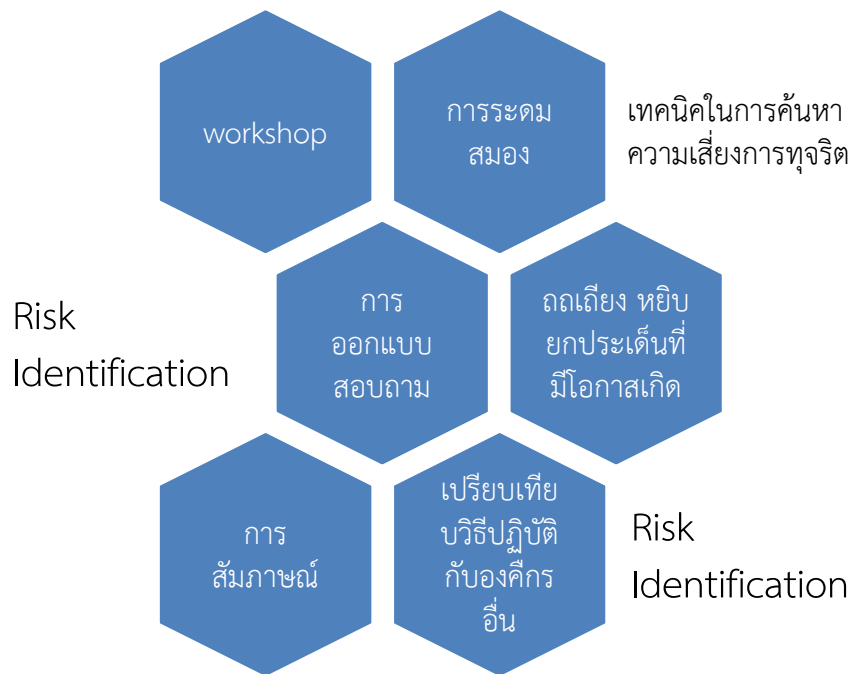 workshop
การระดม
สมอง
เทคนิคในการค้นหา
ความเสี่ยงการทุจริต
Risk
Identification
การ
ออกแบบ
สอบถาม
ถถเถียง หยิบ
ยกประเด็นที่
มีโอกาสเกิด
การ
สัมภาษณ์
เปรียบเทีย
บวิธีปฏิบัติ
กับองค์กร
อื่น
Risk
Identification